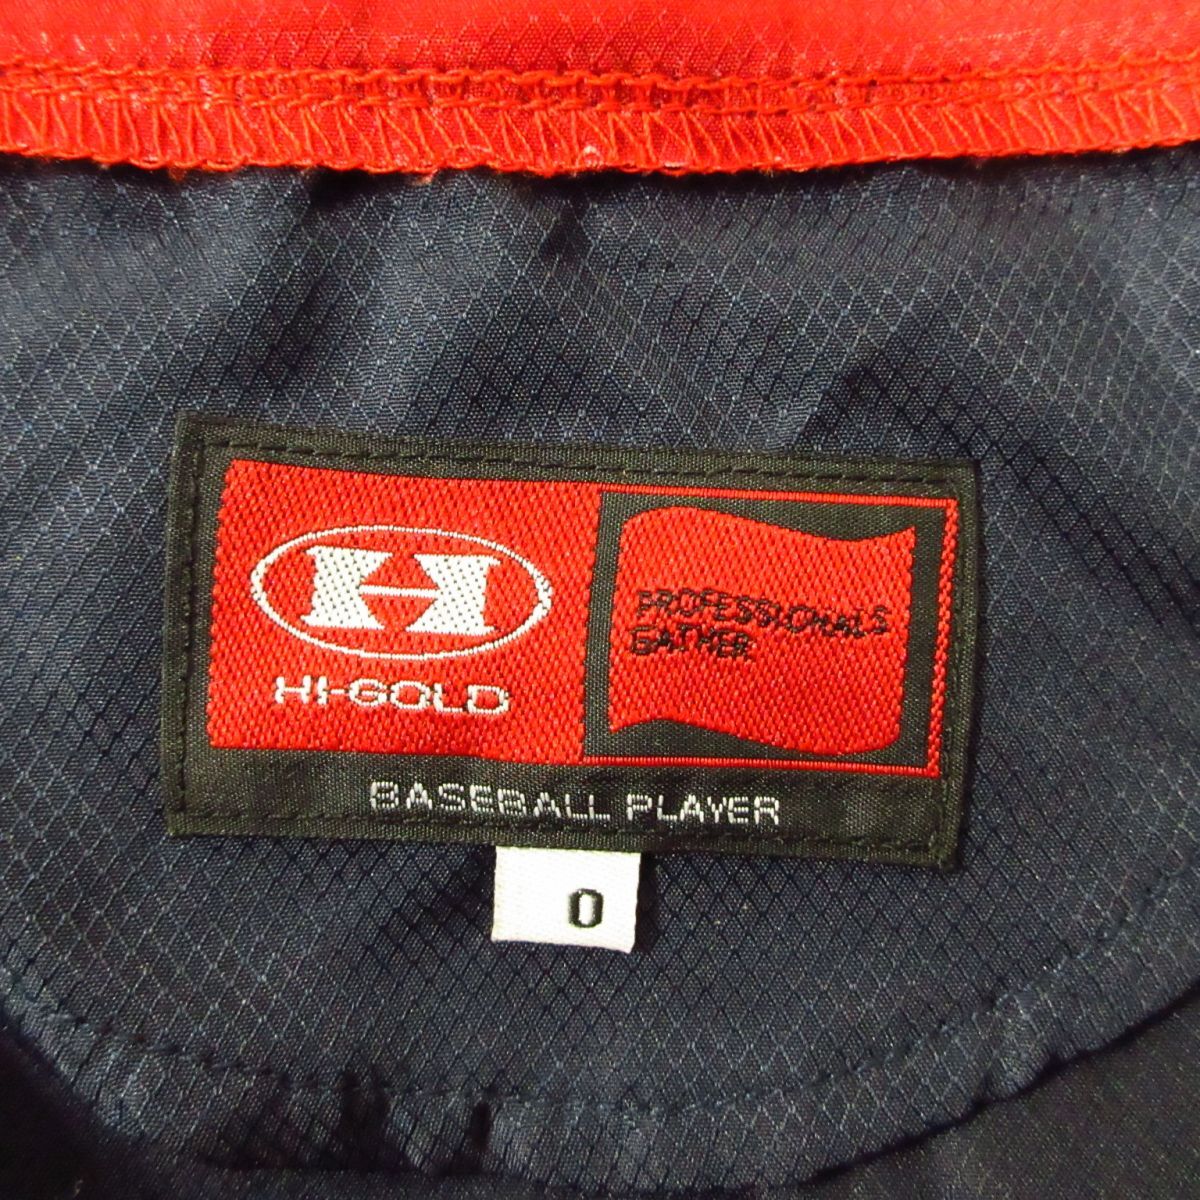 H
HI-GOLD
PROFESSIONALS
GATHER.
BASEBALL PLAYER
O